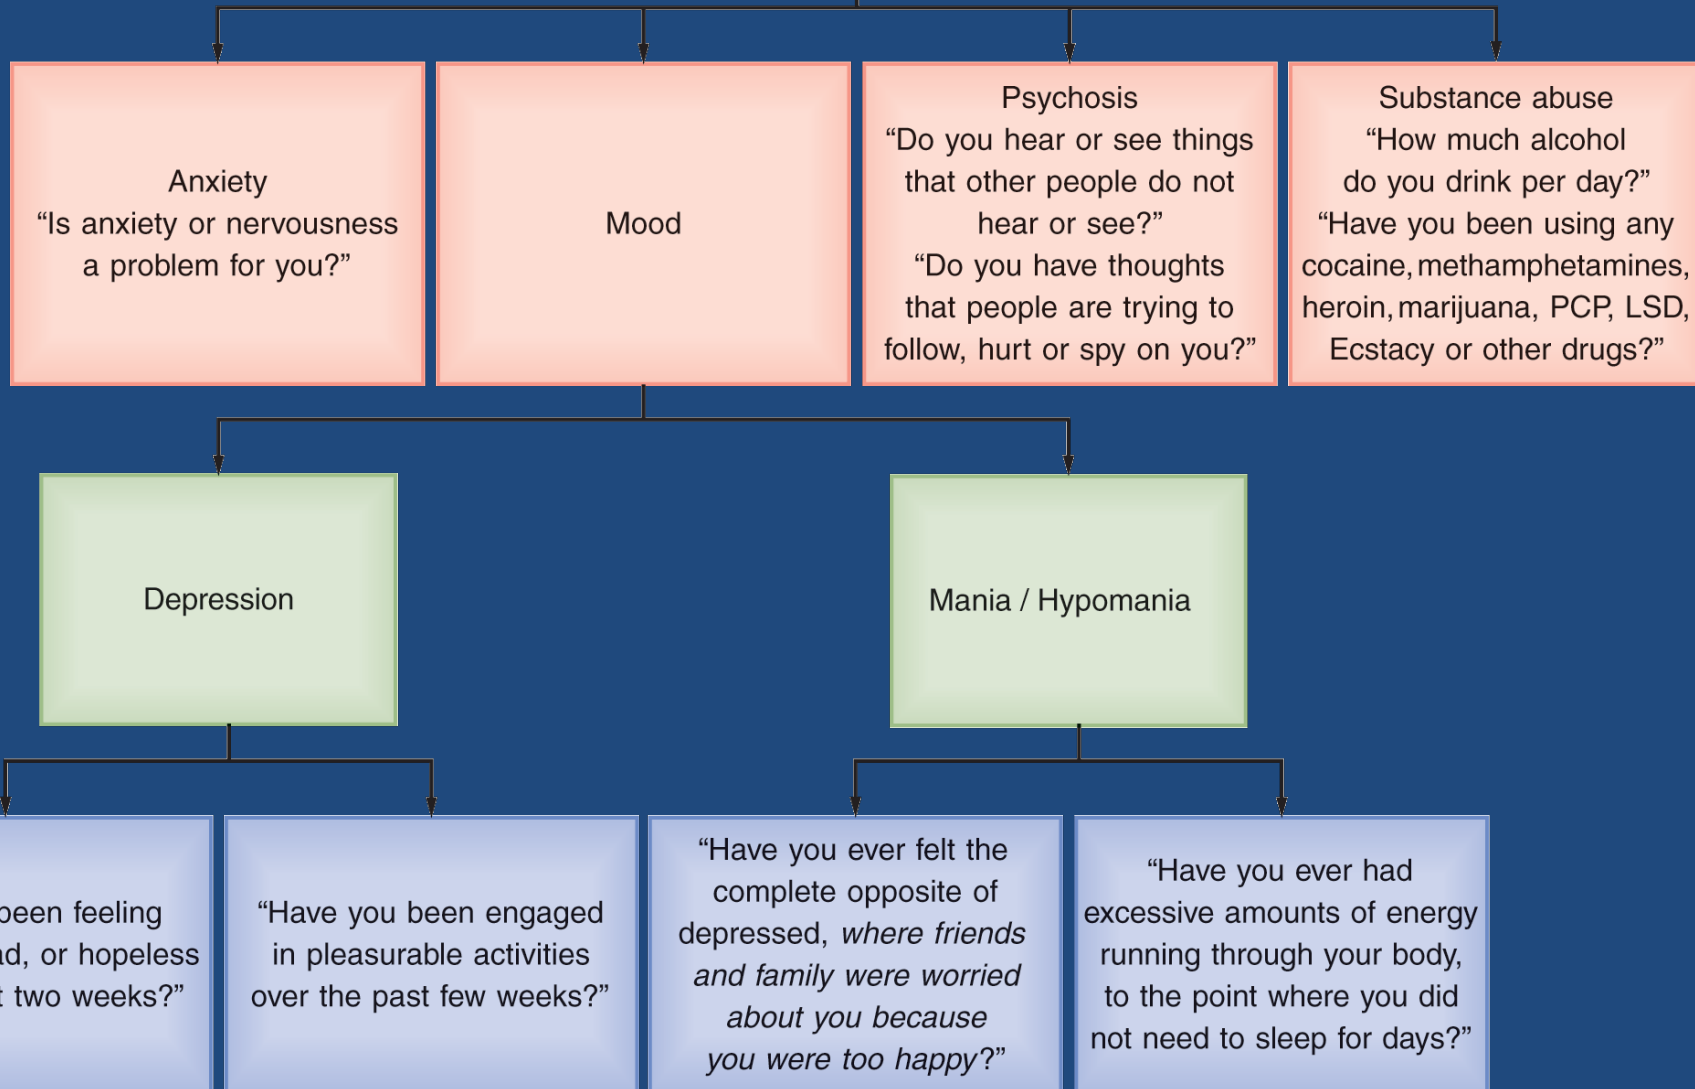 Anxiety
“Is anxiety or nervousness
a problem for you?”
Mood
Psychosis
“Do you hear or see things
that other people do not
hear or see?”
“Do you have thoughts
that people are trying to
follow, hurt or spy on you?”
Substance abuse
“How much alcohol
do you drink per day?”
“Have you been using any
cocaine, methamphetamines,
heroin, marijuana, PCP, LSD,
Ecstacy or other drugs?”
Depression
Mania / Hypomania
been feeling
or hopeless
two weeks?”
“Have you been engaged
in pleasurable activities
over the past few weeks?”
“Have you ever felt the
complete opposite of
depressed, where friends
and family were worried
about you because
you were too happy?”
“Have you ever had
excessive amounts of energy
running through your body,
to the point where you did
not need to sleep for days?”